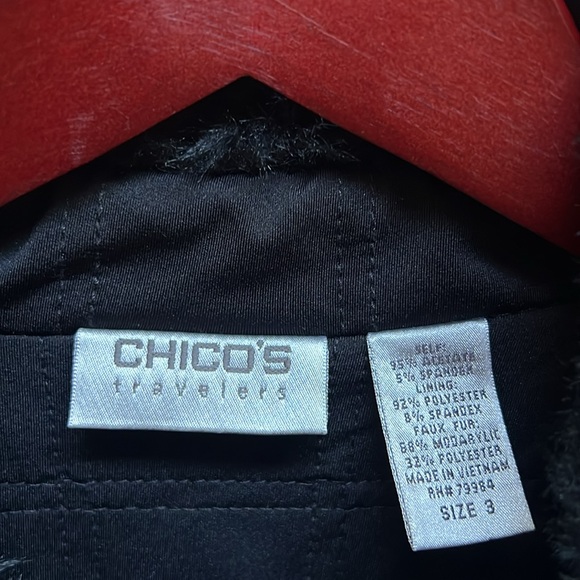 CHICO'S
travelers
SELF:
95% ACETATE
5% SPANDEX
LINING:
92% POLYESTER
8% SPANDEX
FAUX FUR:
68% MODACYLIC
32% POLYESTER
MADE IN VIETNAM
RN# 79984
SIZE 3